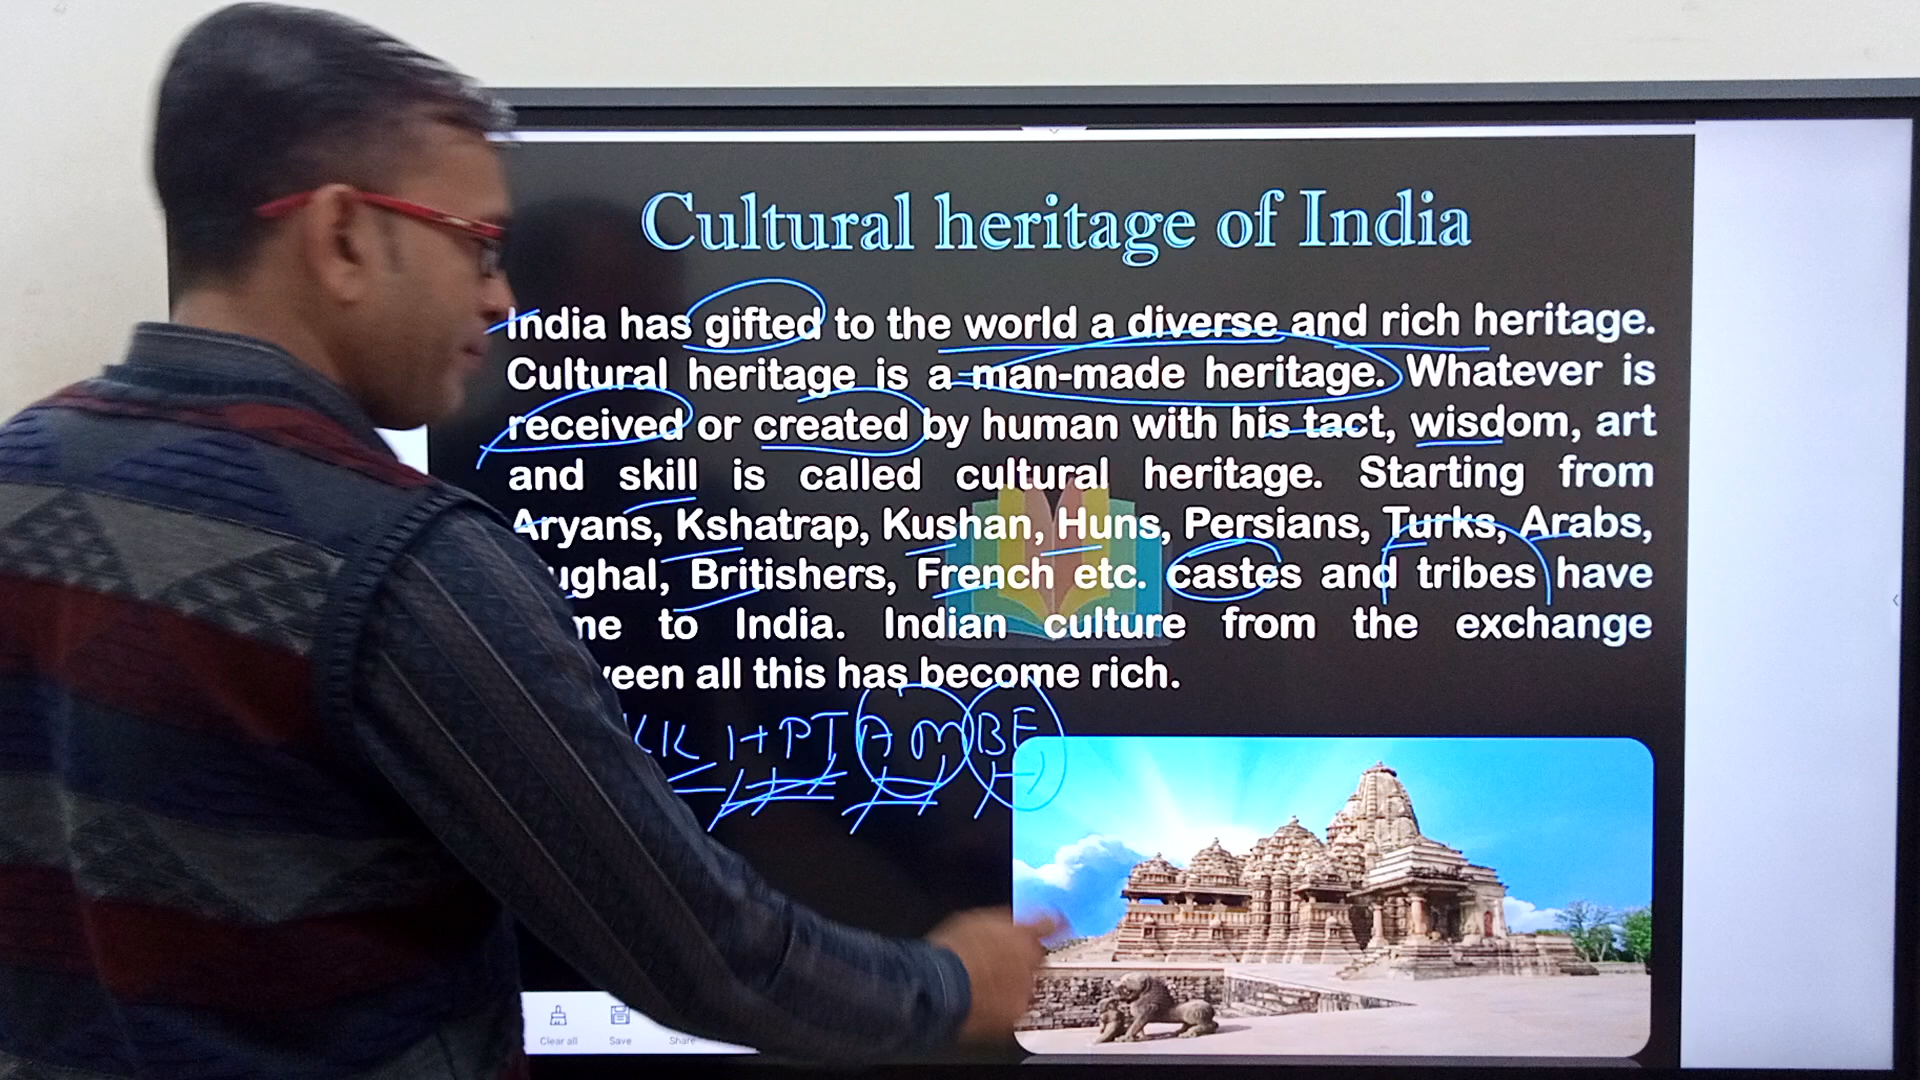 Cultural heritage of India
India has gifted to the world a diverse and rich heritage.
Cultural heritage is a man-made heritage. Whatever is
received or created by human with his tact, wisdom, art
and skill is called cultural heritage. Starting from
Aryans, Kshatrap, Kushan, Huns, Persians, Turks, Arabs,
ughal, Britishers, French etc. castes and tribes have
me to India. Indian culture from the exchange
veen all this has become rich.
K K H P T A M B F
Clear all Save Share